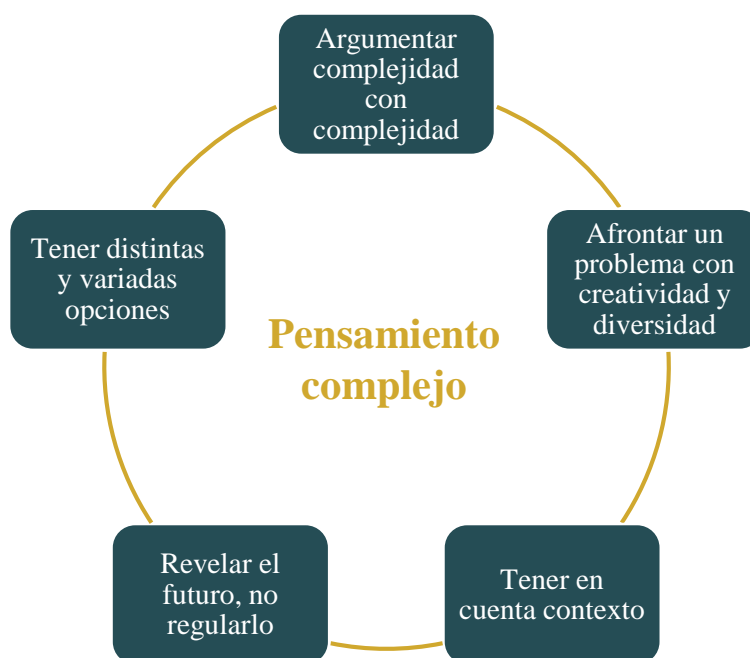 Argumentar
complejidad
con
complejidad
Afrontar un
problema con
creatividad y
diversidad
Tener en
cuenta contexto
Revelar el
futuro, no
regularlo
Tener distintas
y variadas
opciones
Pensamiento
complejo